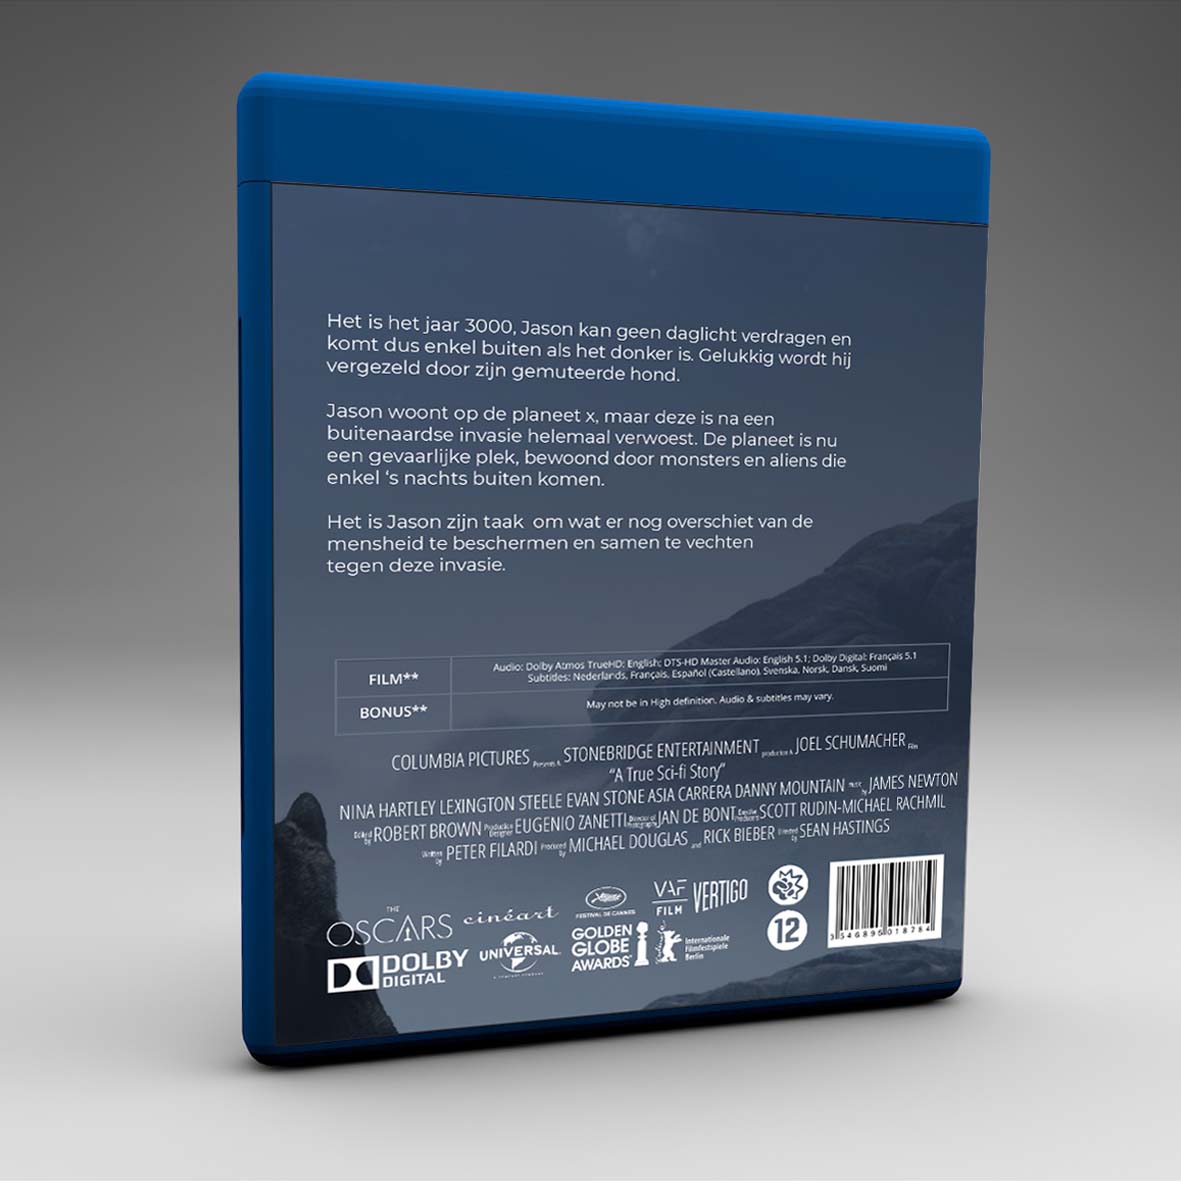 Het is het jaar 3000, Jason kan geen daglicht verdragen en
komt dus enkel buiten als het donker is. Gelukkig wordt hij
vergezeld door zijn gemuteerde hond.
Jason woont op de planeet x, maar deze is na een
buitenaardse invasie helemaal verwoest. De planeet is nu
een gevaarlijke plek, bewoond door monsters en aliens die
enkel ‘s nachts buiten komen.
Het is Jason zijn taak  om wat er nog overschiet van de
mensheid te beschermen en samen te vechten
tegen deze invasie.
FILM** Audio: Dolby Atmos TrueHD: English: DTS-HD Master Audio: English 5.1; Dolby Digital: Français 5.1
Subtitles: Nederlands, Français, Español (Castellano), Svenska, Norsk, Dansk, Suomi
BONUS** May not be in High definition. Audio & subtitles may vary.
COLUMBIA PICTURES Presents A STONEBRIDGE ENTERTAINMENT production A JOEL SCHUMACHER Film
“A True Sci-fi Story”
NINA HARTLEY LEXINGTON STEELE EVAN STONE ASIA CARRERA DANNY MOUNTAIN music by JAMES NEWTON
Edited by ROBERT BROWN Production Designer EUGENIO ZANETTI Director of Photography JAN DE BONT Executive Producers SCOTT RUDIN-MICHAEL RACHMIL
Written by PETER FILARDI Produced by MICHAEL DOUGLAS and RICK BIEBER Directed by SEAN HASTINGS
THE
OSCARS
cinéart
FESTIVAL DE CANNES
VAF
FILM
VERTIGO
DOLBY
DIGITAL
UNIVERSAL
A COMCAST COMPANY
GOLDEN
GLOBE
AWARDS
Berlinale
Internationale
Filmfestspiele
Berlin
12
3 546895 018784